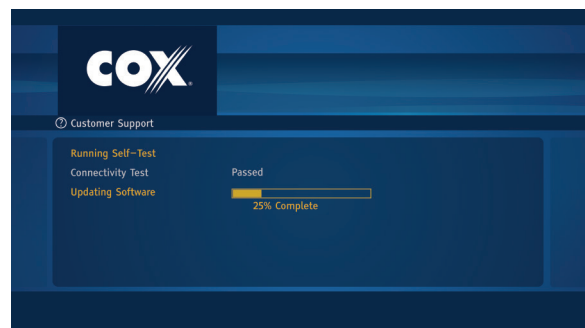 COX
Customer Support
Running Self-Test
Connectivity Test Passed
Updating Software
25% Complete